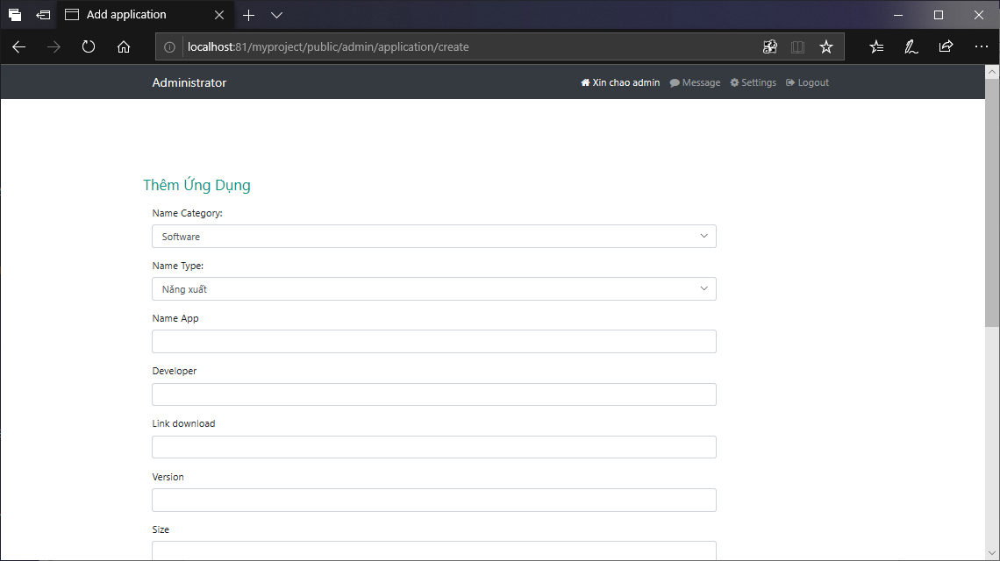 Add application
localhost:81/myproject/public/admin/application/create
Administrator Xin chao admin Message Settings Logout
Thêm Ứng Dụng
Name Category:
Software
Name Type:
Năng xuất
Name App
Developer
Link download
Version
Size